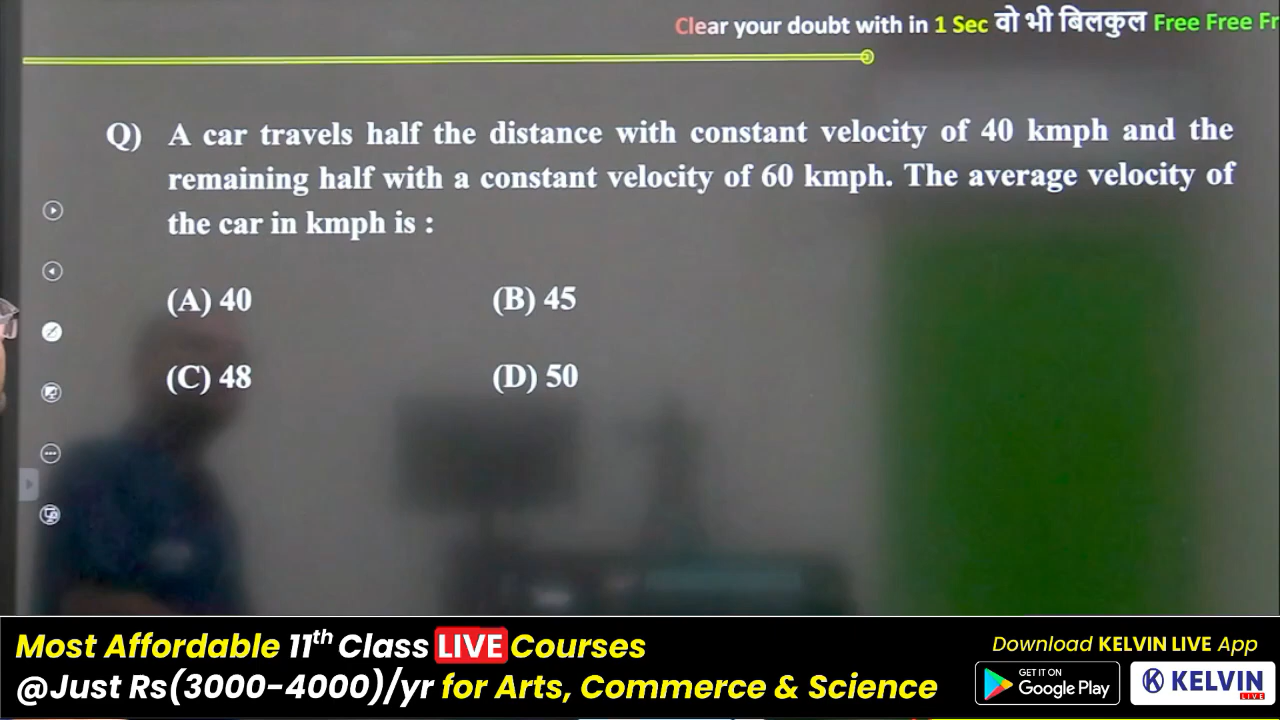 Clear your doubt with in 1 Sec वो भी बिलकुल Free Free Fr
Q) A car travels half the distance with constant velocity of 40 kmph and the
remaining half with a constant velocity of 60 kmph. The average velocity of
the car in kmph is :
(A) 40 (B) 45
(C) 48 (D) 50
Most Affordable 11th Class LIVE Courses
@Just Rs(3000-4000)/yr for Arts, Commerce & Science
Download KELVIN LIVE App
GET IT ON
Google Play
KELVIN
LIVE